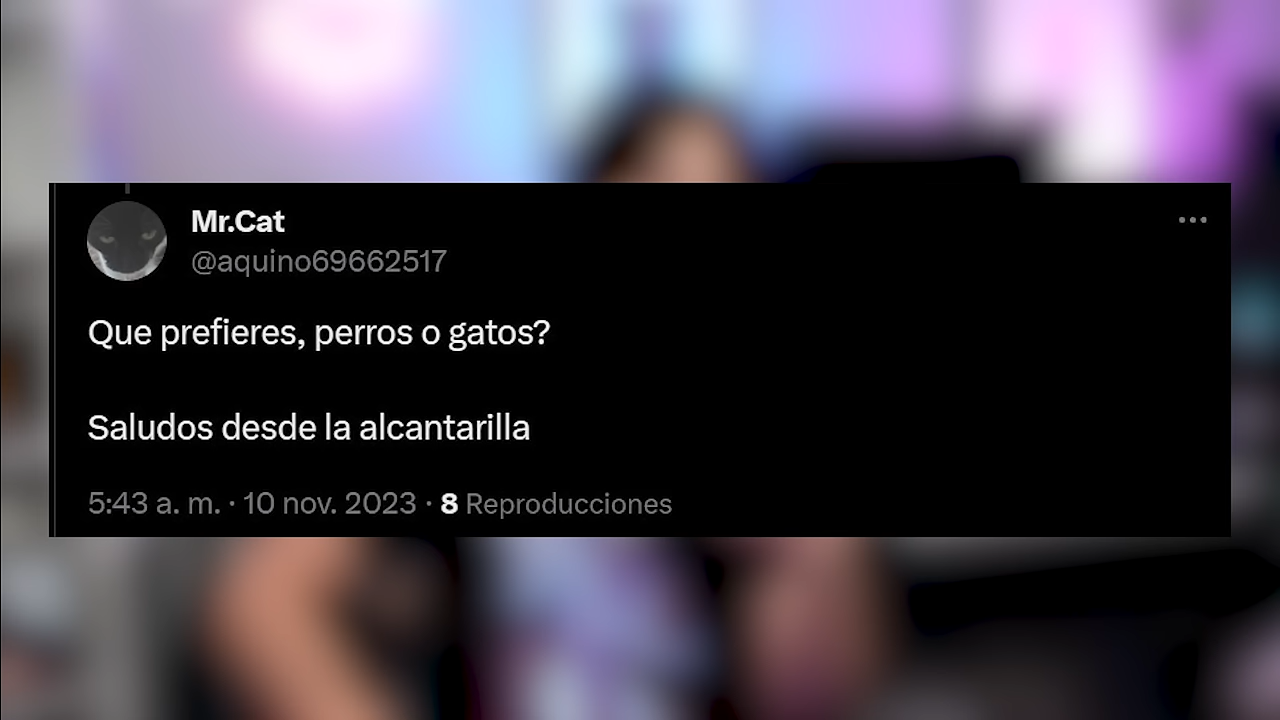 Mr.Cat
@aquino69662517
Que prefieres, perros o gatos?
Saludos desde la alcantarilla
5:43 a. m. · 10 nov. 2023 · 8 Reproducciones